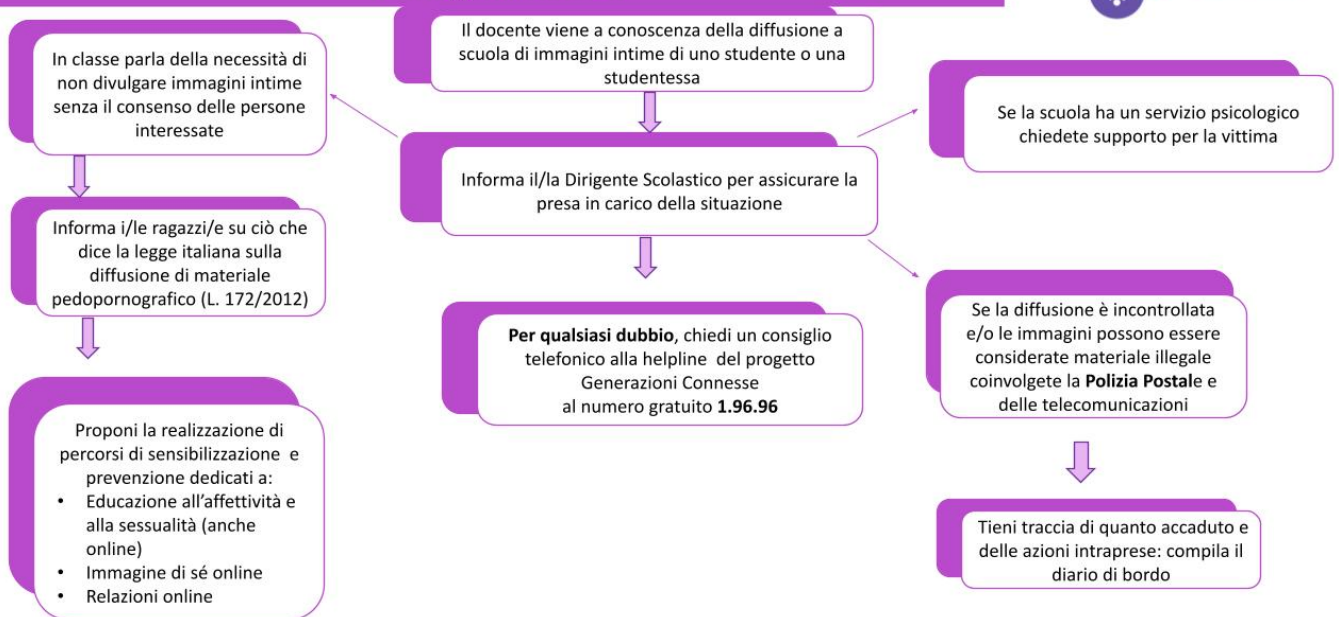 Il docente viene a conoscenza della diffusione a
scuola di immagini intime di uno studente o una
studentessa
In classe parla della necessità di
non divulgare immagini intime
senza il consenso delle persone
interessate
Se la scuola ha un servizio psicologico
chiedete supporto per la vittima
Informa il/la Dirigente Scolastico per assicurare la
presa in carico della situazione
Informa i/le ragazzi/e su ciò che
dice la legge italiana sulla
diffusione di materiale
pedopornografico (L. 172/2012)
Per qualsiasi dubbio, chiedi un consiglio
telefonico alla helpline del progetto
Generazioni Connesse
al numero gratuito 1.96.96
Se la diffusione è incontrollata
e/o le immagini possono essere
considerate materiale illegale
coinvolgete la Polizia Postale e
delle telecomunicazioni
Proponi la realizzazione di
percorsi di sensibilizzazione e
prevenzione dedicati a:
• Educazione all'affettività e
alla sessualità (anche
online)
• Immagine di sé online
• Relazioni online
Tieni traccia di quanto accaduto e
delle azioni intraprese: compila il
diario di bordo